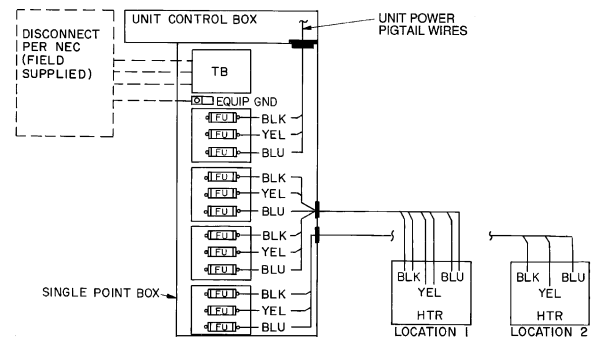 UNIT CONTROL BOX
UNIT POWER
PIGTAIL WIRES
DISCONNECT
PER NEC
(FIELD
SUPPLIED)
TB
EQUIP GND
FU BLK
FU YEL
FU BLU
FU BLK
FU YEL
FU BLU
FU BLK
FU YEL
FU BLU
FU BLK
FU YEL
FU BLU
SINGLE POINT BOX
BLK BLU
YEL
HTR
LOCATION 1
BLK BLU
YEL
HTR
LOCATION 2